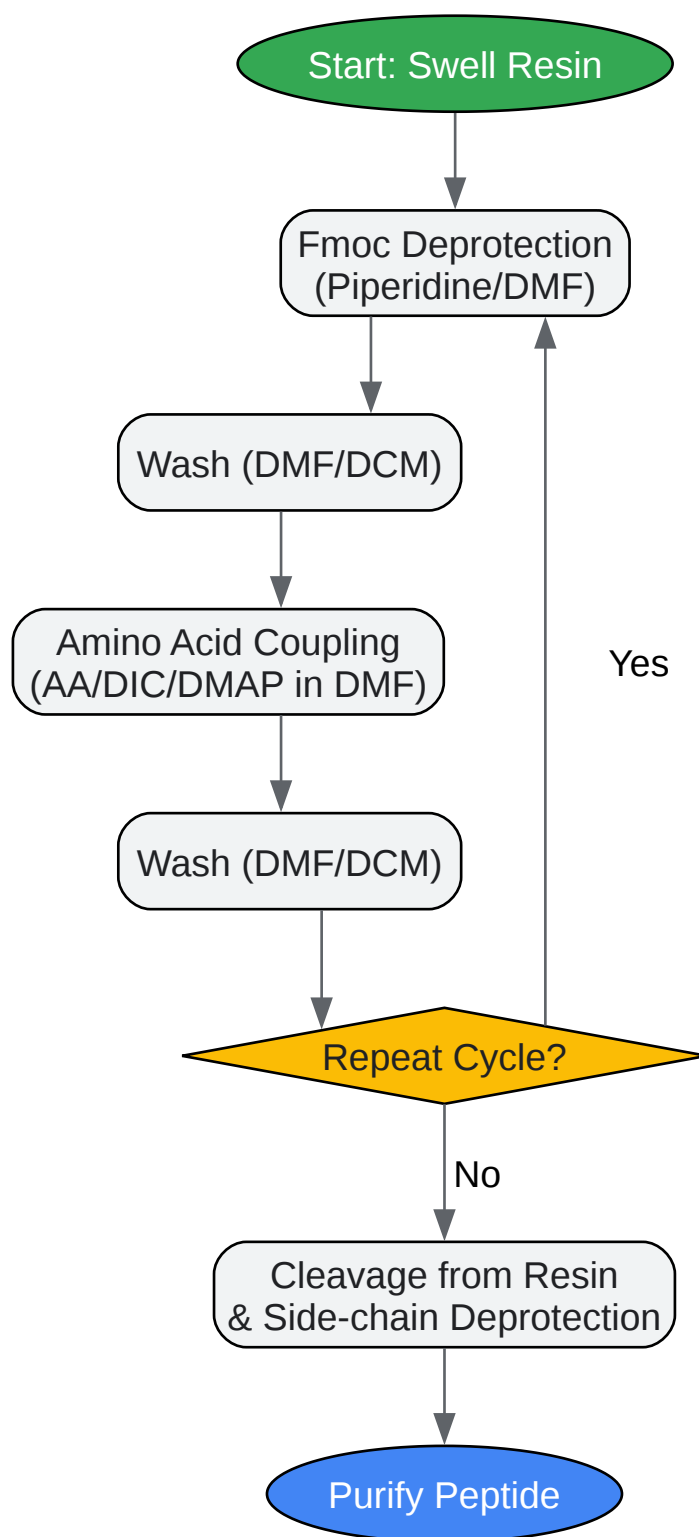 Start: Swell Resin
Fmoc Deprotection
(Piperidine/DMF)
Wash (DMF/DCM)
Amino Acid Coupling
(AA/DIC/DMAP in DMF)
Yes
Wash (DMF/DCM)
Repeat Cycle?
No
Cleavage from Resin
& Side-chain Deprotection
Purify Peptide